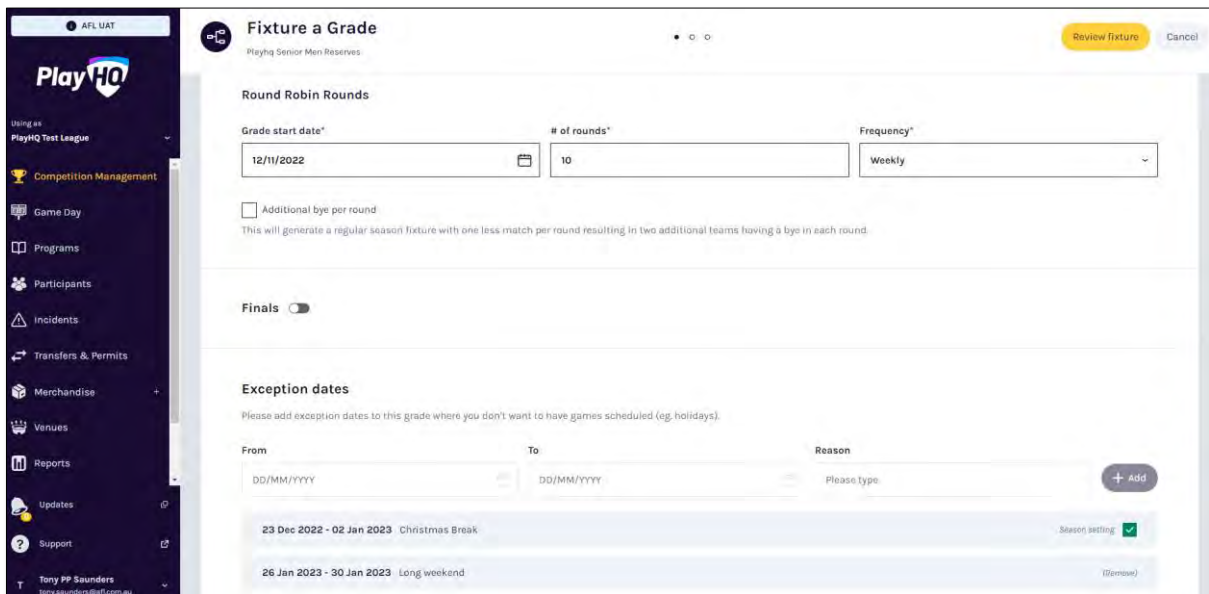 AFL UAT
PlayHQ
Using as
PlayHQ Test League
Competition Management
Game Day
Programs
Participants
Incidents
Transfers & Permits
Merchandise +
Venues
Reports
Updates
Support
T Tony PP Saunders
tony.saunders@afl.com.au
Fixture a Grade
Playhq Senior Men Reserves
Review fixture
Cancel
Round Robin Rounds
Grade start date* # of rounds* Frequency*
12/11/2022 10 Weekly
Additional bye per round
This will generate a regular season fixture with one less match per round resulting in two additional teams having a bye in each round.
Finals
Exception dates
Please add exception dates to this grade where you don't want to have games scheduled (eg. holidays).
From To Reason
DD/MM/YYYY DD/MM/YYYY Please type + Add
23 Dec 2022 - 02 Jan 2023 Christmas Break Season setting
26 Jan 2023 - 30 Jan 2023 Long weekend (Remove)